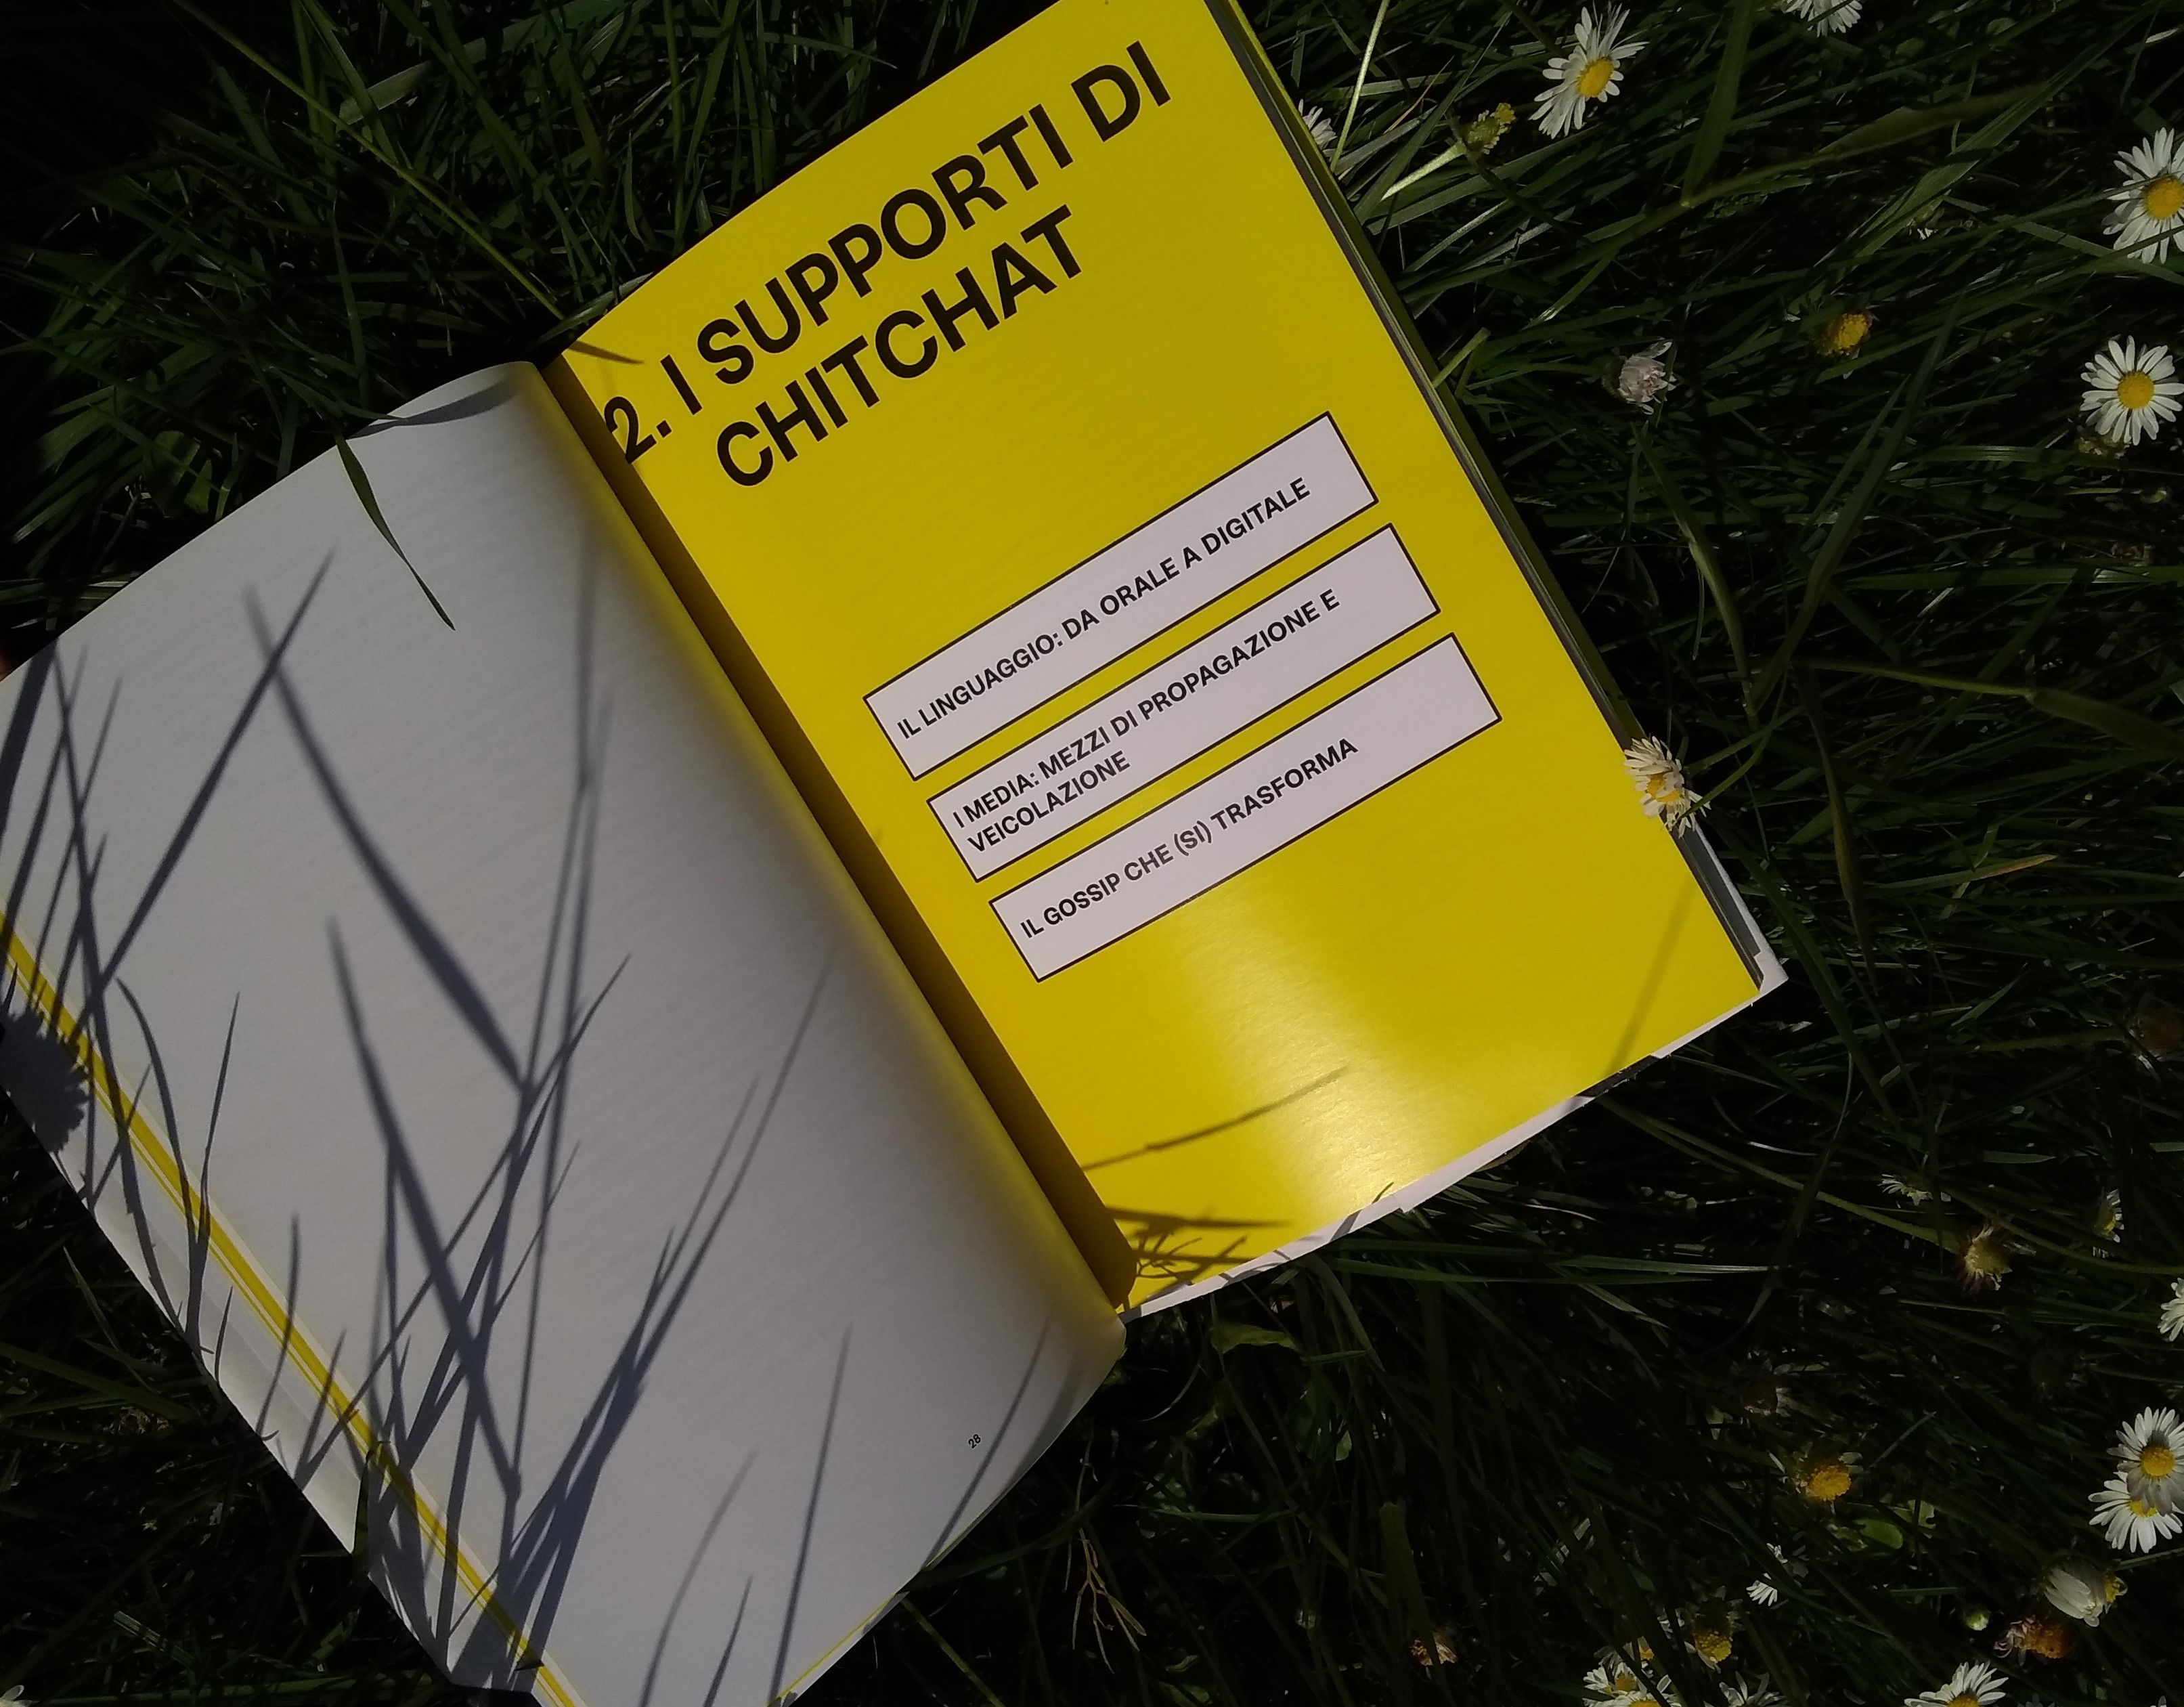 2. I SUPPORTI DI
CHITCHAT
IL LINGUAGGIO: DA ORALE A DIGITALE
I MEDIA: MEZZI DI PROPAGAZIONE E
VEICOLAZIONE
IL GOSSIP CHE (SI) TRASFORMA
28